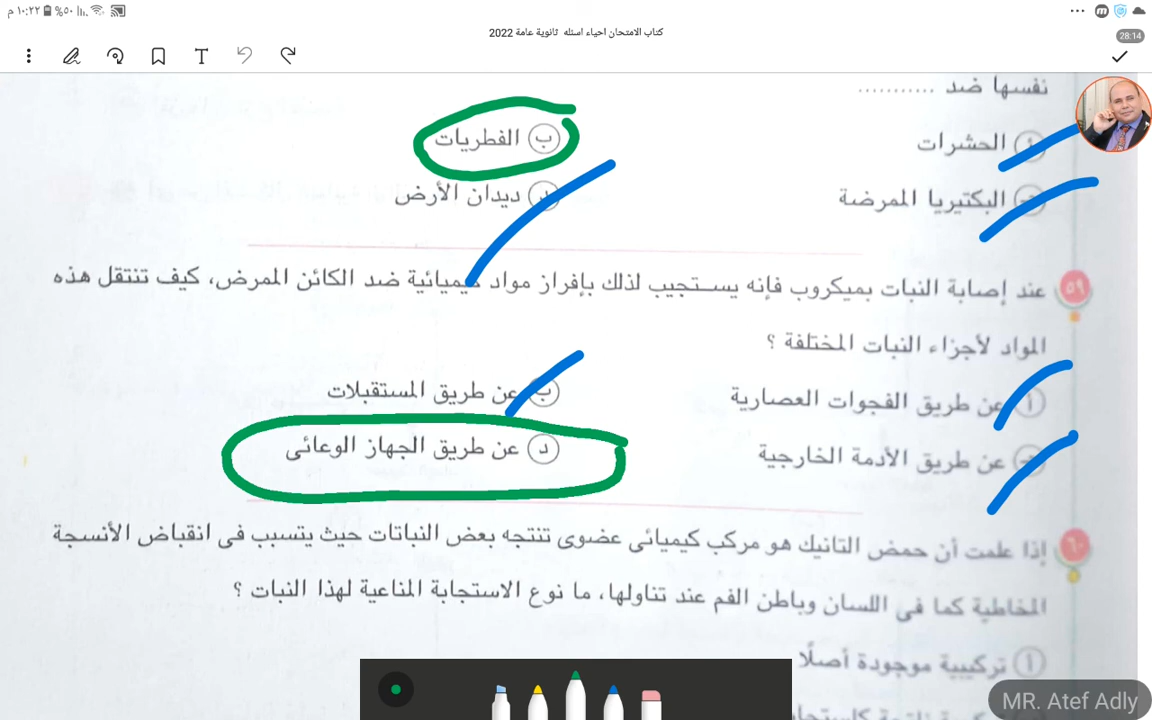 ١٠:٢٢ م
٥٠%
كتاب الامتحان احياء اسئله ثانوية عامة 2022
28:14
T
نفسها ضد ...........
الحشرات
ب الفطريات
البكتيريا الممرضة
د ديدان الأرض
٥٩ عند إصابة النبات بميكروب فإنه يستجيب لذلك بإفراز مواد كيميائية ضد الكائن الممرض، كيف تنتقل هذه
المواد لأجزاء النبات المختلفة ؟
أ عن طريق الفجوات العصارية
ب عن طريق المستقبلات
عن طريق الأدمة الخارجية
د عن طريق الجهاز الوعائى
٦٠ إذا علمت أن حمض التانيك هو مركب كيميائى عضوى تنتجه بعض النباتات حيث يتسبب فى انقباض الأنسجة
المخاطية كما فى اللسان وباطن الفم عند تناولها، ما نوع الاستجابة المناعية لهذا النبات ؟
أ تركيبية موجودة أصلًا
MR. Atef Adly